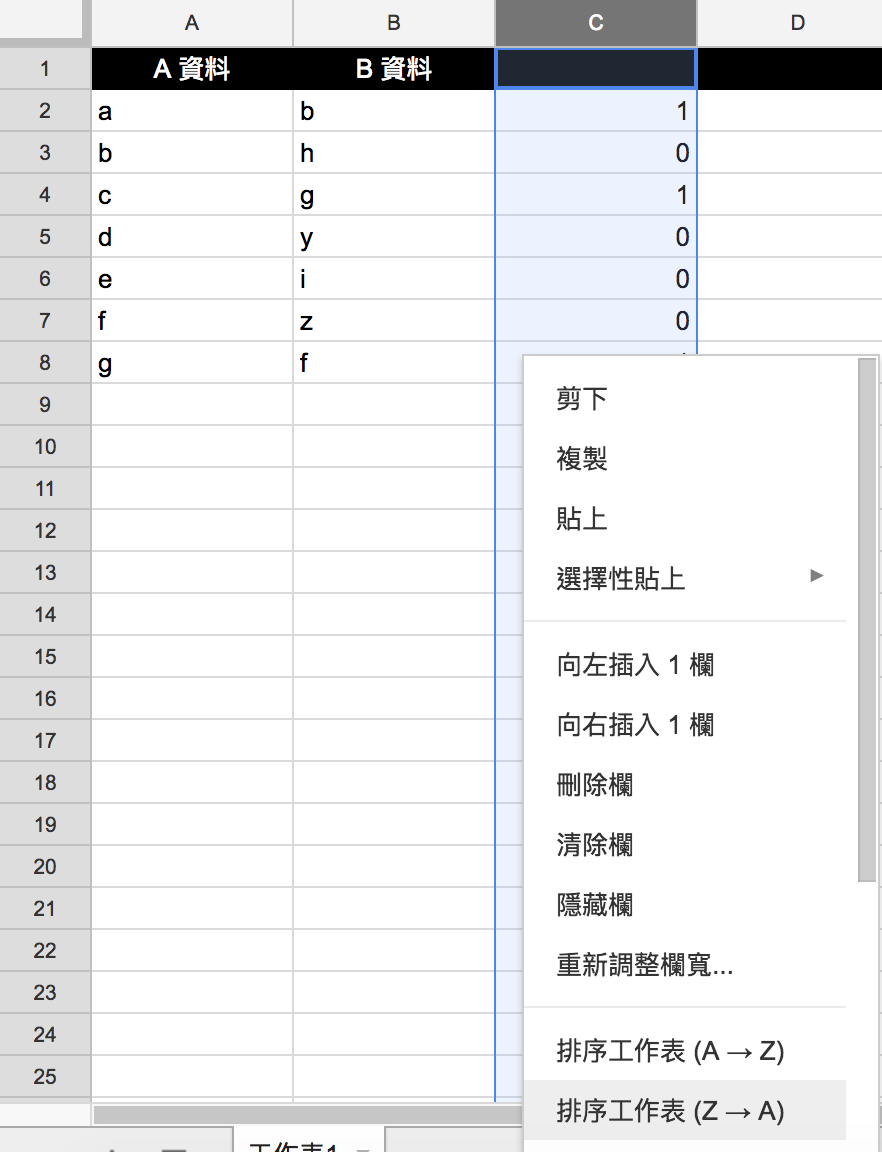 A B C D
1 A 資料 B 資料
2 a b 1
3 b h 0
4 c g 1
5 d y 0
6 e i 0
7 f z 0
8 g f
9
10
11
12
13
14
15
16
17
18
19
20
21
22
23
24
25
剪下
複製
貼上
選擇性貼上
向左插入 1 欄
向右插入 1 欄
刪除欄
清除欄
隱藏欄
重新調整欄寬...
排序工作表 (A → Z)
排序工作表 (Z → A)
工作表1